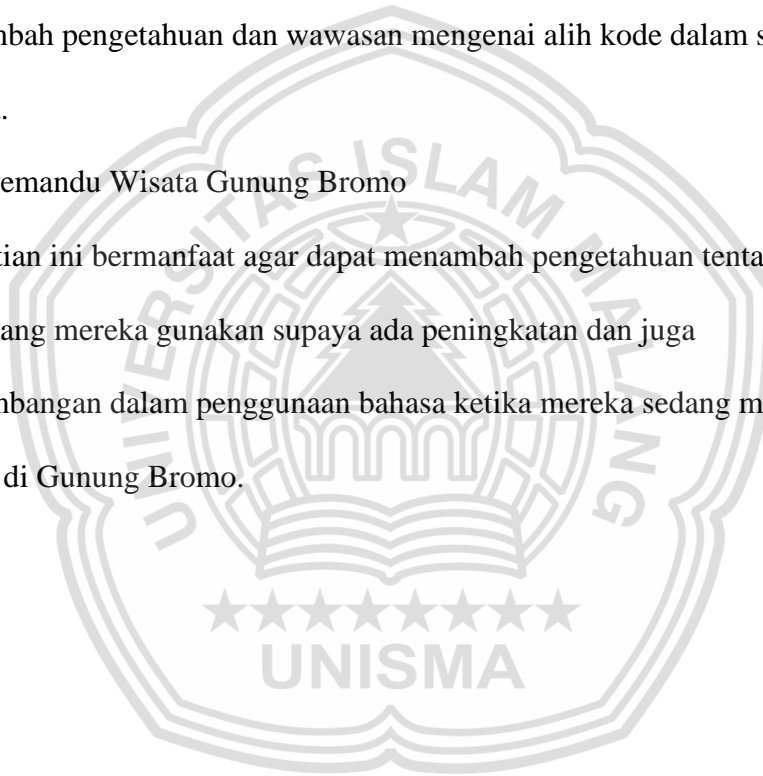 mbah pengetahuan dan wawasan mengenai alih kode dalam s
.
emandu Wisata Gunung Bromo
tian ini bermanfaat agar dapat menambah pengetahuan tenta
ang mereka gunakan supaya ada peningkatan dan juga
mbangan dalam penggunaan bahasa ketika mereka sedang m
di Gunung Bromo.
UNIVERSITAS ISLAM MALANG
UNISMA